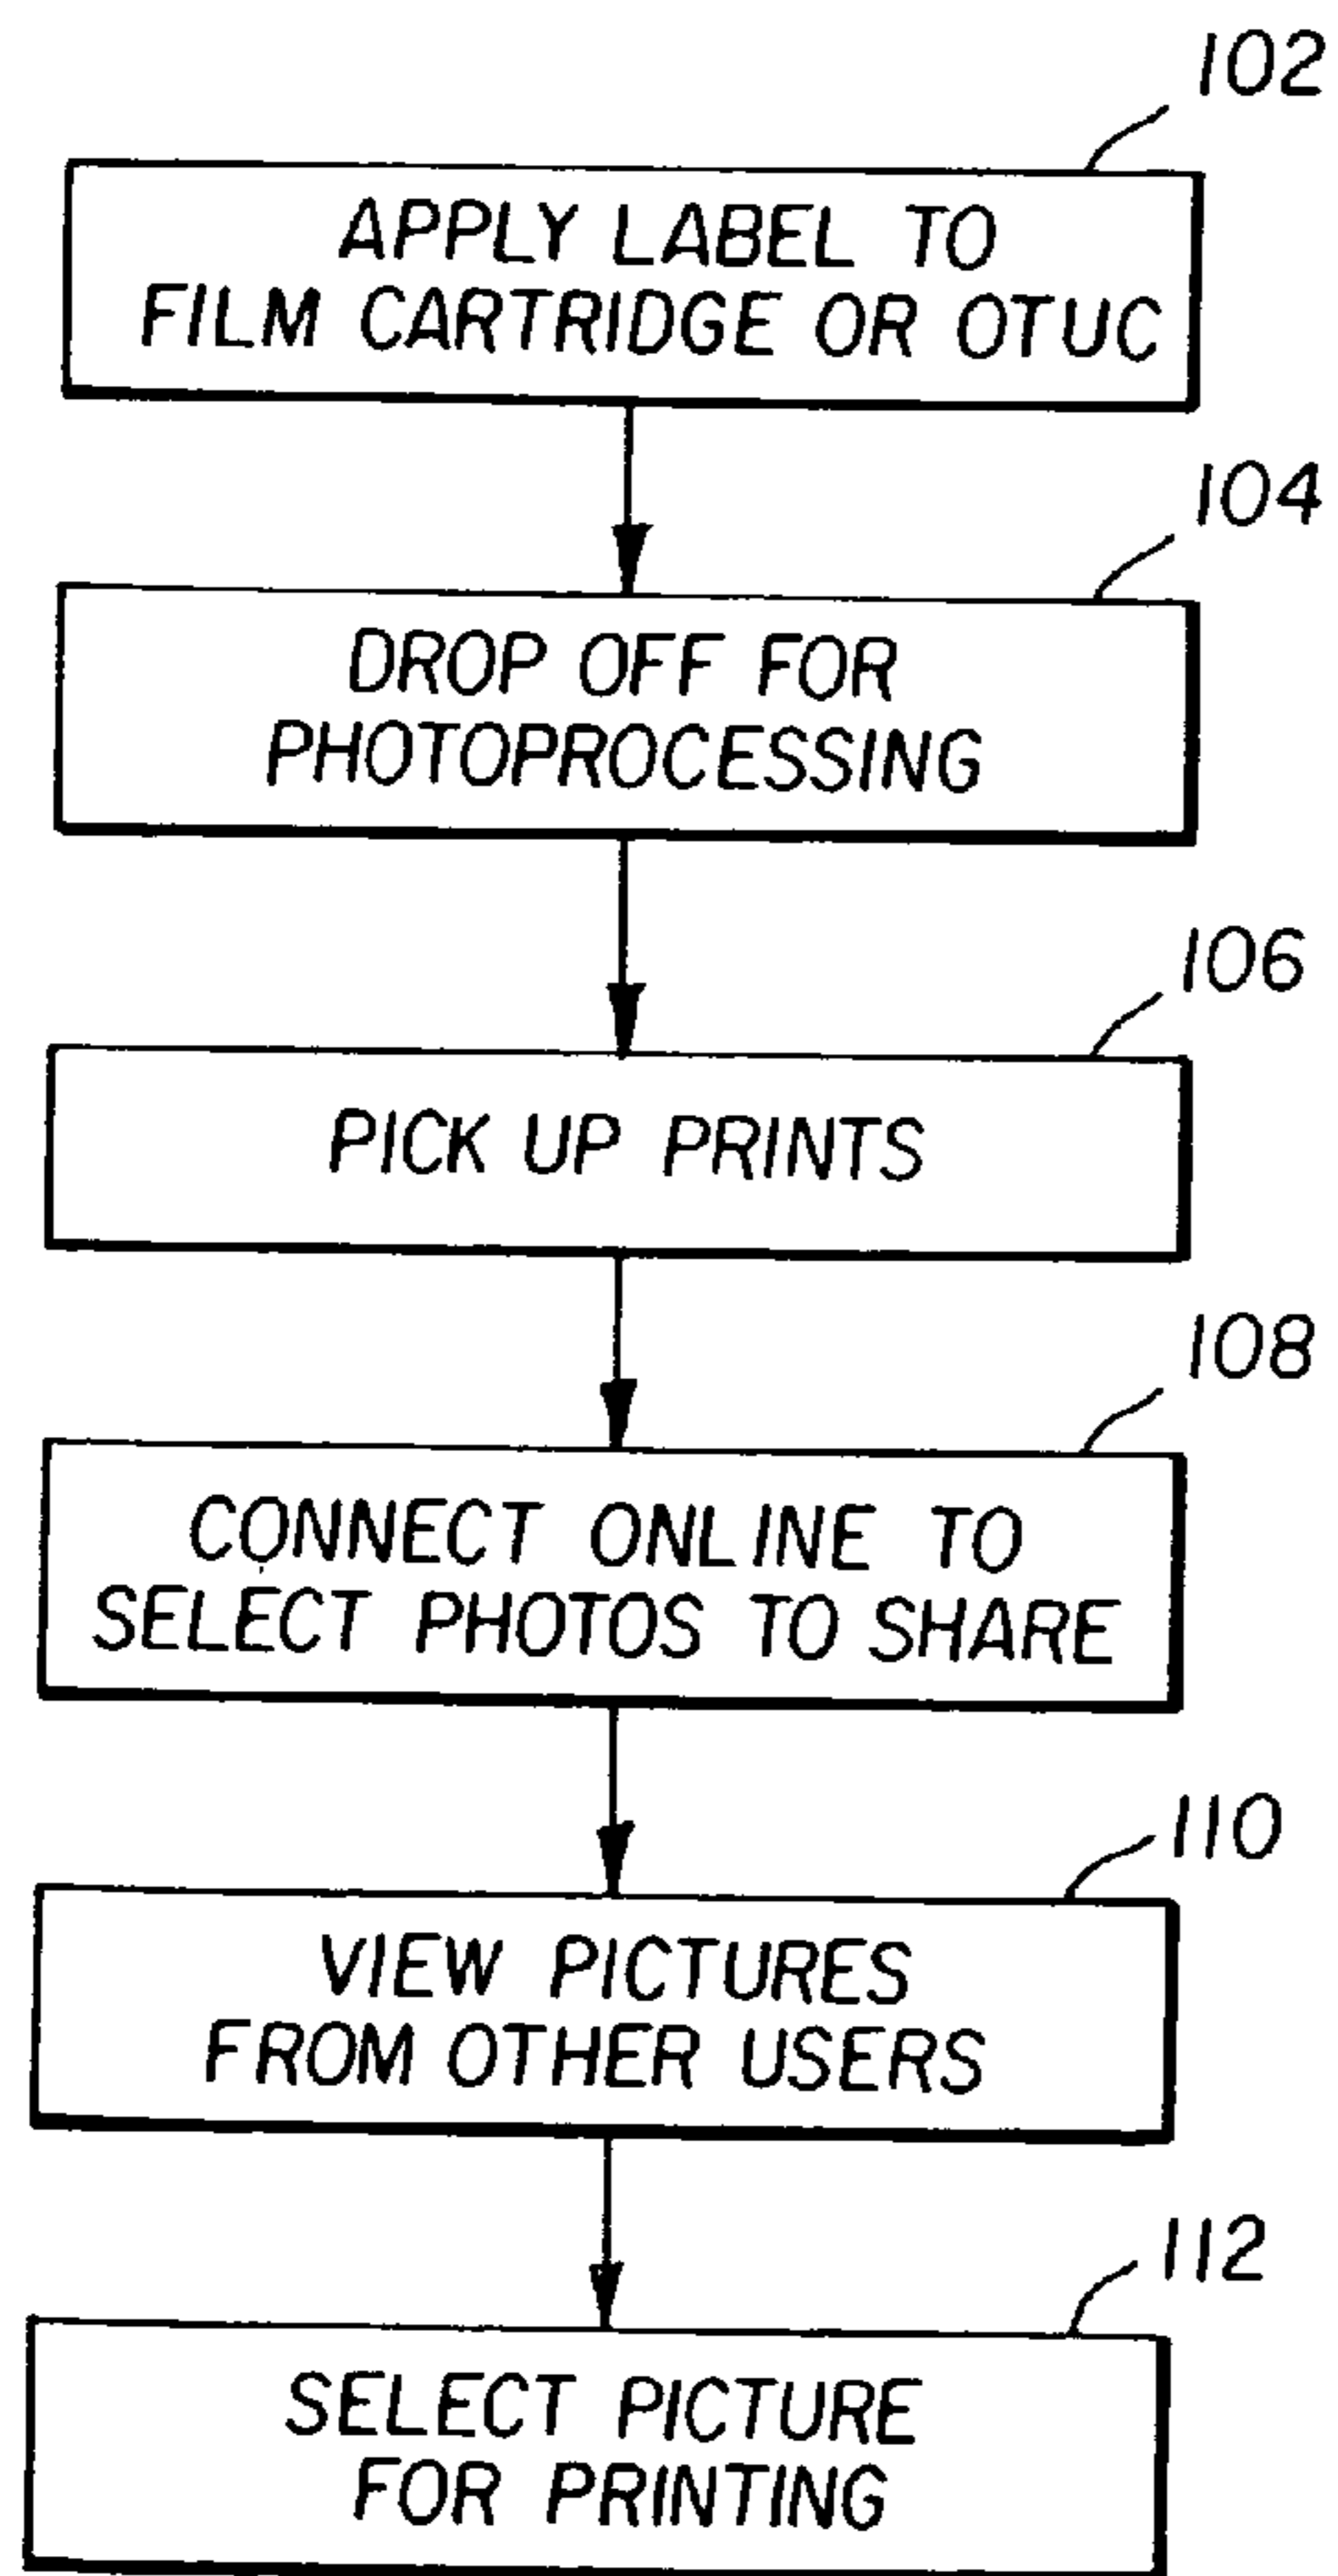 102
APPLY LABEL TO
FILM CARTRIDGE OR OTUC
104
DROP OFF FOR
PHOTOPROCESSING
106
PICK UP PRINTS
108
CONNECT ONLINE TO
SELECT PHOTOS TO SHARE
110
VIEW PICTURES
FROM OTHER USERS
112
SELECT PICTURE
FOR PRINTING